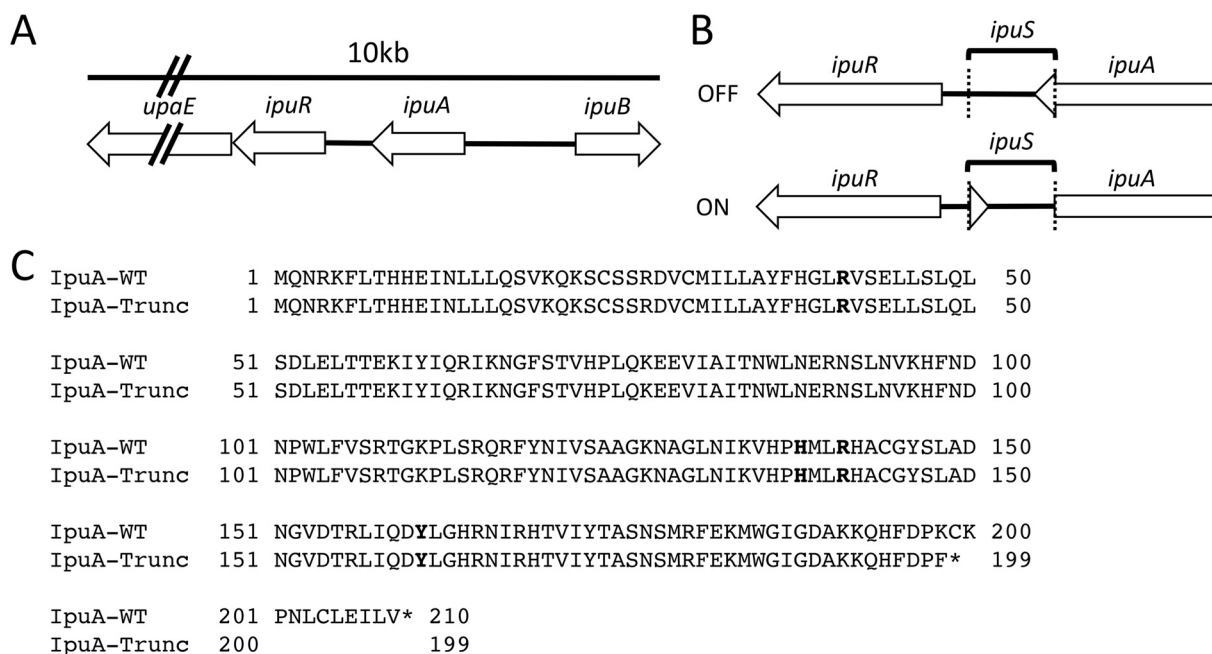 A
10kb
upaE ipuR ipuA ipuB
B
ipuS
OFF ipuR ipuA
ipuS
ON ipuR ipuA
C
IpuA-WT 1 MQNRKFLTHHEINLLLQSVKQKSCSSRDVCMILLAYFHGLRVSELLSLQL 50
IpuA-Trunc 1 MQNRKFLTHHEINLLLQSVKQKSCSSRDVCMILLAYFHGLRVSELLSLQL 50
IpuA-WT 51 SDLELTTEKIYIQRIKNGFSTVHPLQKEEVIAITNWLNERNSLNVKHFND 100
IpuA-Trunc 51 SDLELTTEKIYIQRIKNGFSTVHPLQKEEVIAITNWLNERNSLNVKHFND 100
IpuA-WT 101 NPWLFVSRTGKPLSRQRFYNIVSAAGKNAGLNIKVHPHMLRHACGYSLAD 150
IpuA-Trunc 101 NPWLFVSRTGKPLSRQRFYNIVSAAGKNAGLNIKVHPHMLRHACGYSLAD 150
IpuA-WT 151 NGVDTRLIQDYLGHRNIRHTVIYTASNSMRFEKMWGIGDAKKQHFDPKCK 200
IpuA-Trunc 151 NGVDTRLIQDYLGHRNIRHTVIYTASNSMRFEKMWGIGDAKKQHFDPF* 199
IpuA-WT 201 PNLCLEILV* 210
IpuA-Trunc 200 199